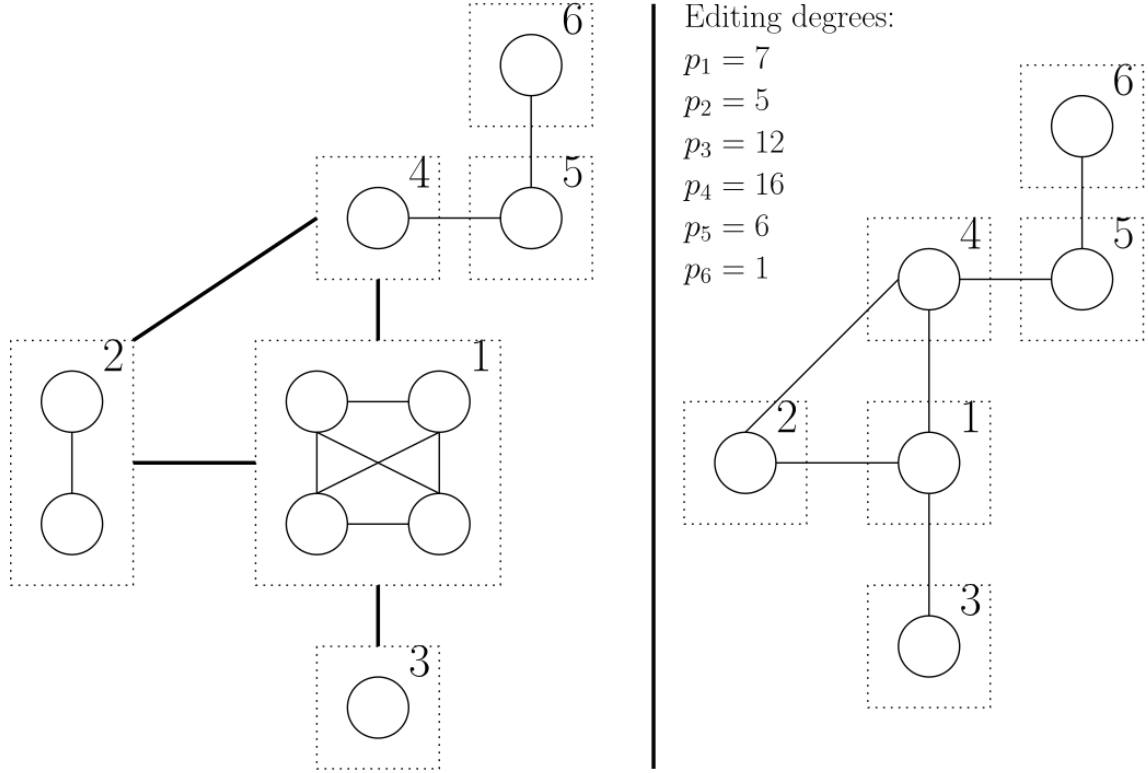 6
4
5
2
1
3
Editing degrees:
p₁ = 7
p₂ = 5
p₃ = 12
p₄ = 16
p₅ = 6
p₆ = 1
6
4
5
2
1
3